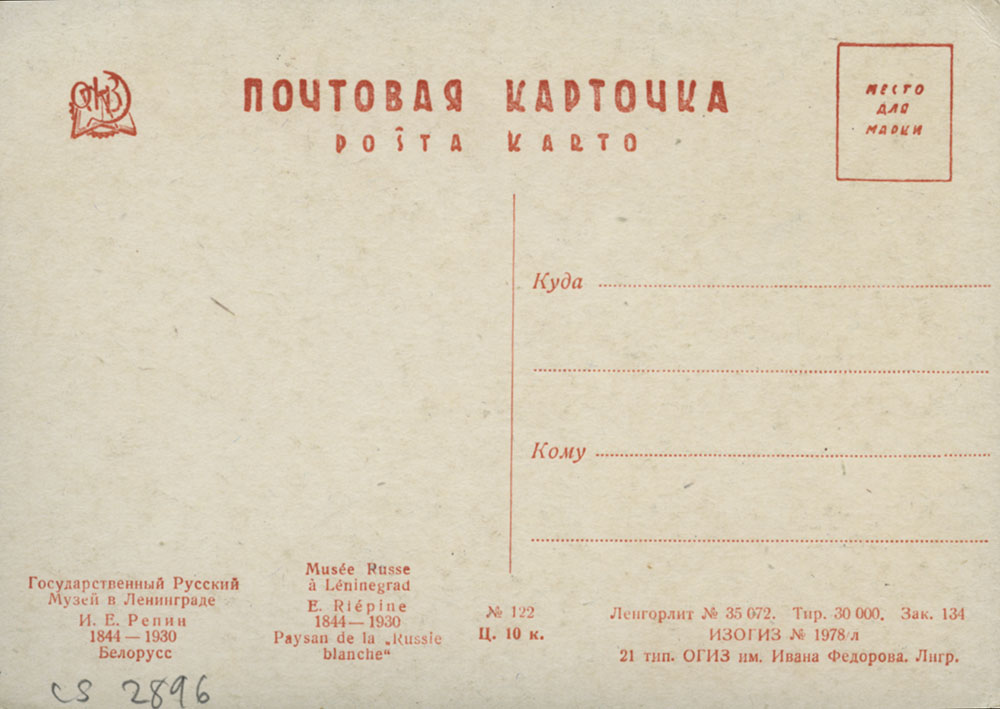 ПОЧТОВАЯ КАРТОЧКА
POŜTA KARTO
МЕСТО
ДЛЯ
МАРКИ
Куда
Кому
Государственный Русский
Музей в Ленинграде
И. Е. Репин
1844—1930
Белорусс
Musée Russe
à Léninegrad
E. Riépine
1844—1930
Paysan de la „Russie
blanche“
№ 122
Ц. 10 к.
Ленгорлит № 35 072. Тир. 30 000. Зак. 134
ИЗОГИЗ № 1978/л
21 тип. ОГИЗ им. Ивана Федорова. Лнгр.
CS 2896